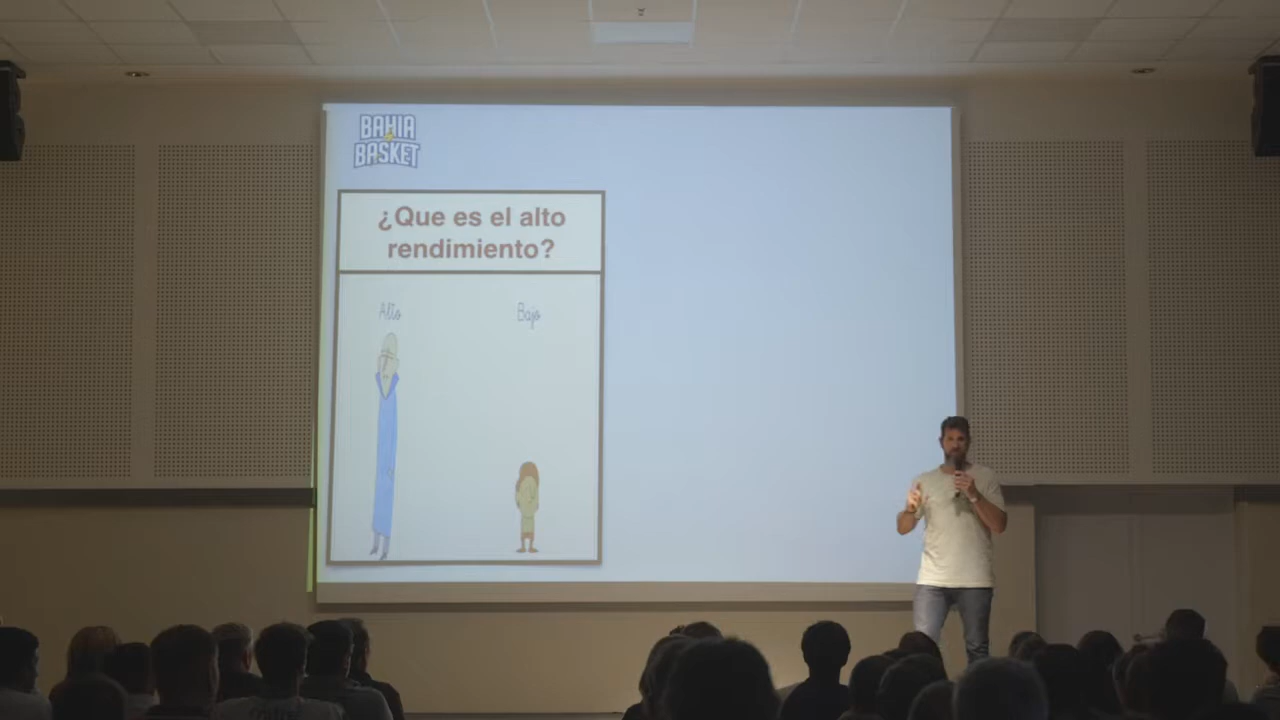 BAHIA
BASKET
¿Que es el alto
rendimiento?
Alto
Bajo